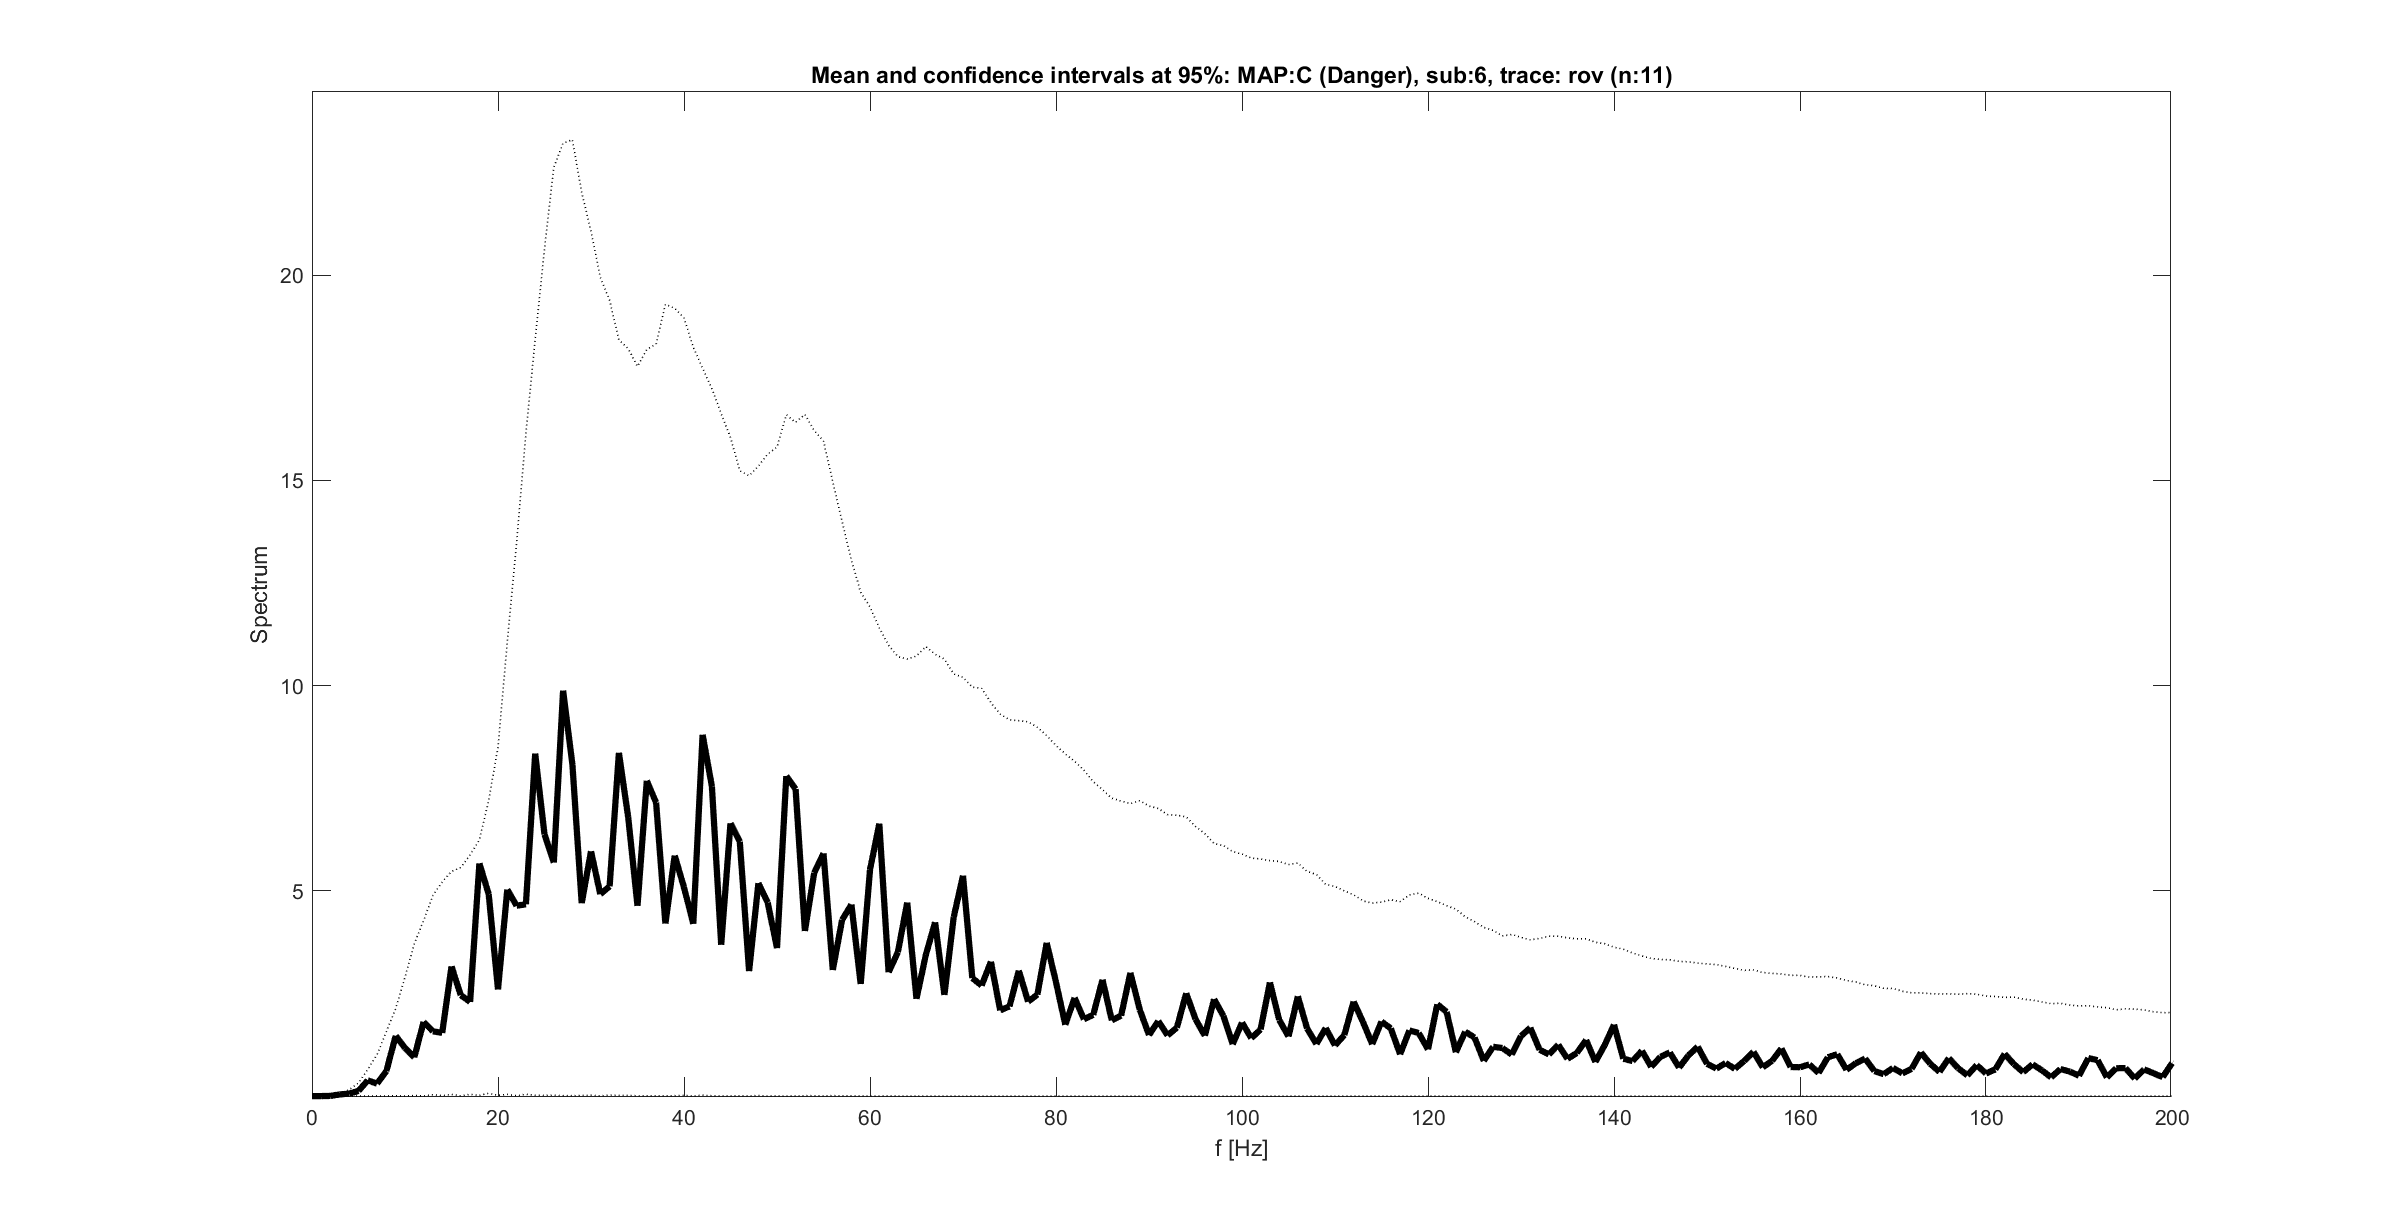 Mean and confidence intervals at 95%: MAP:C (Danger), sub:6, trace: rov (n:11)
20
15
10
5
Spectrum
0 20 40 60 80 100 120 140 160 180 200
f [Hz]